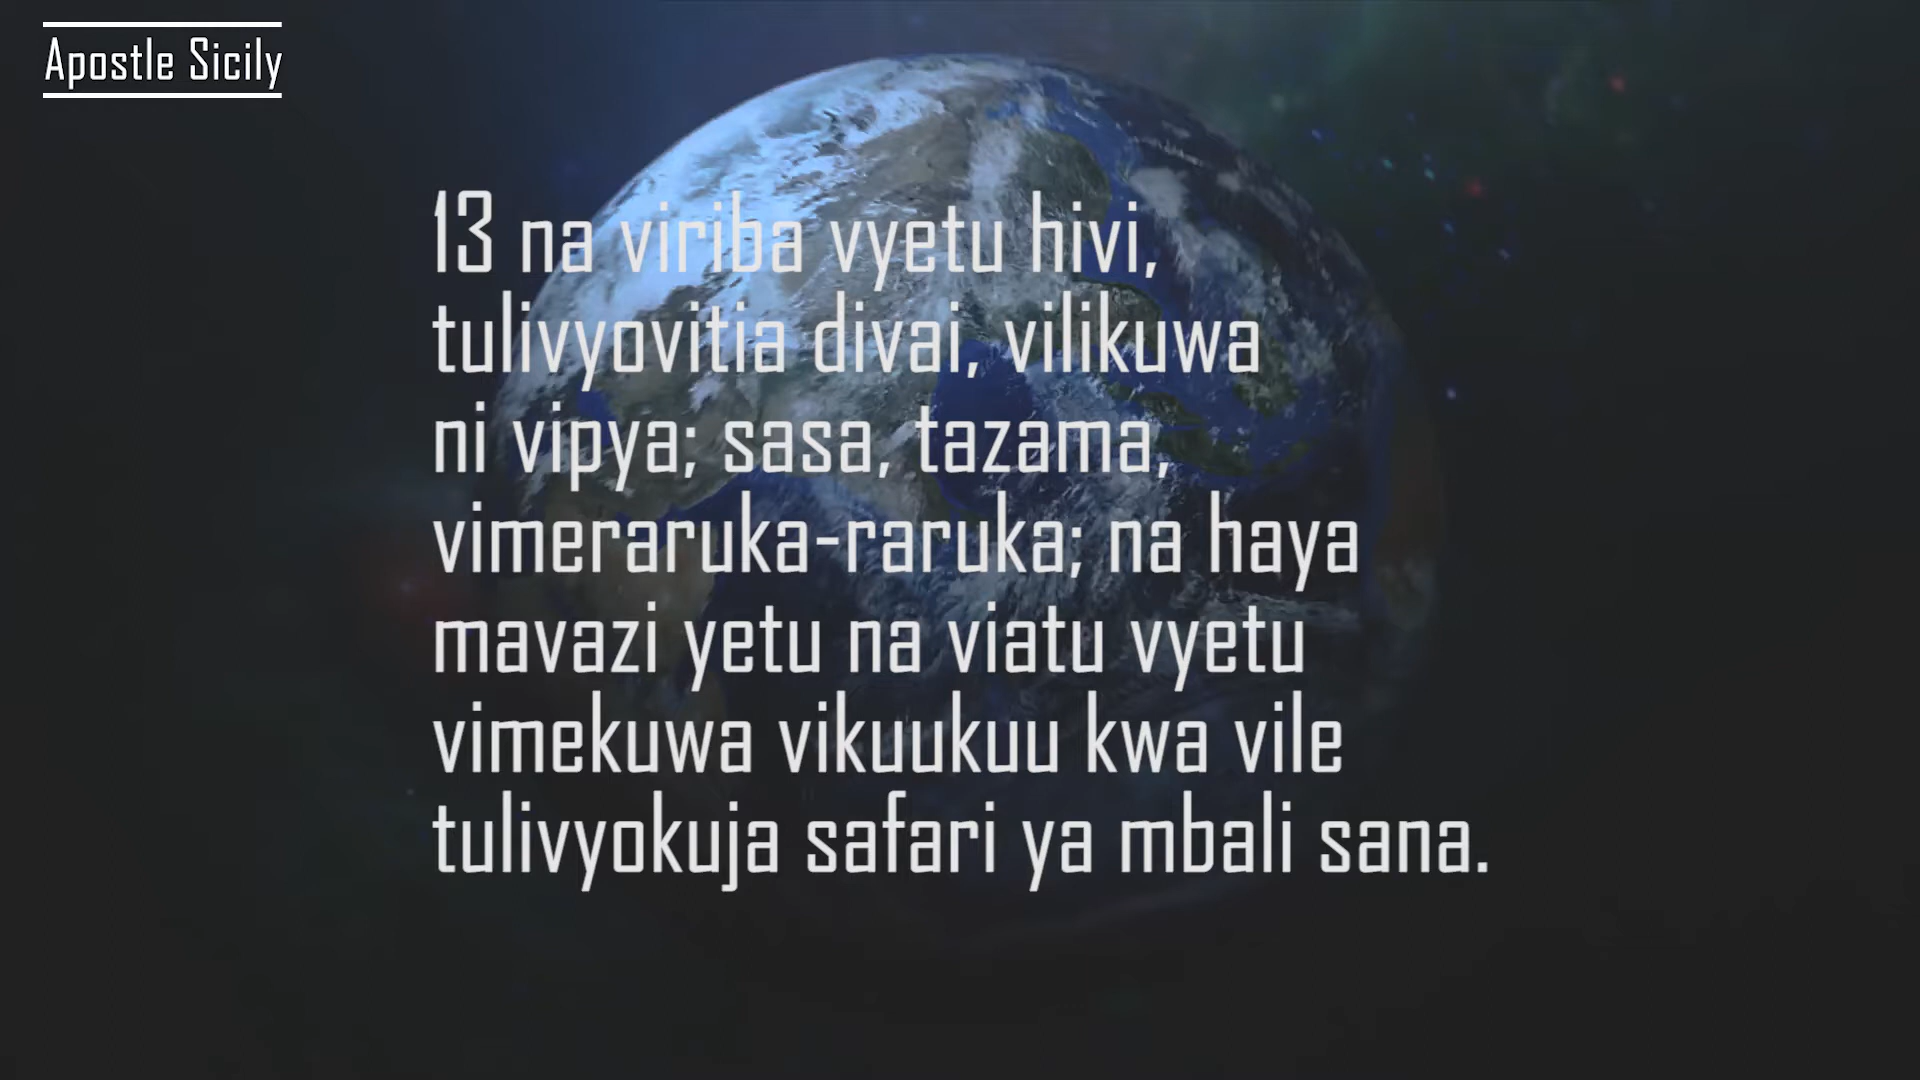 Apostle Sicily
13 na viriba vyetu hivi,
tulivyovitia divai, vilikuwa
ni vipya; sasa, tazama,
vimeraruka-raruka; na haya
mavazi yetu na viatu vyetu
vimekuwa vikuukuu kwa vile
tulivyokuja safari ya mbali sana.